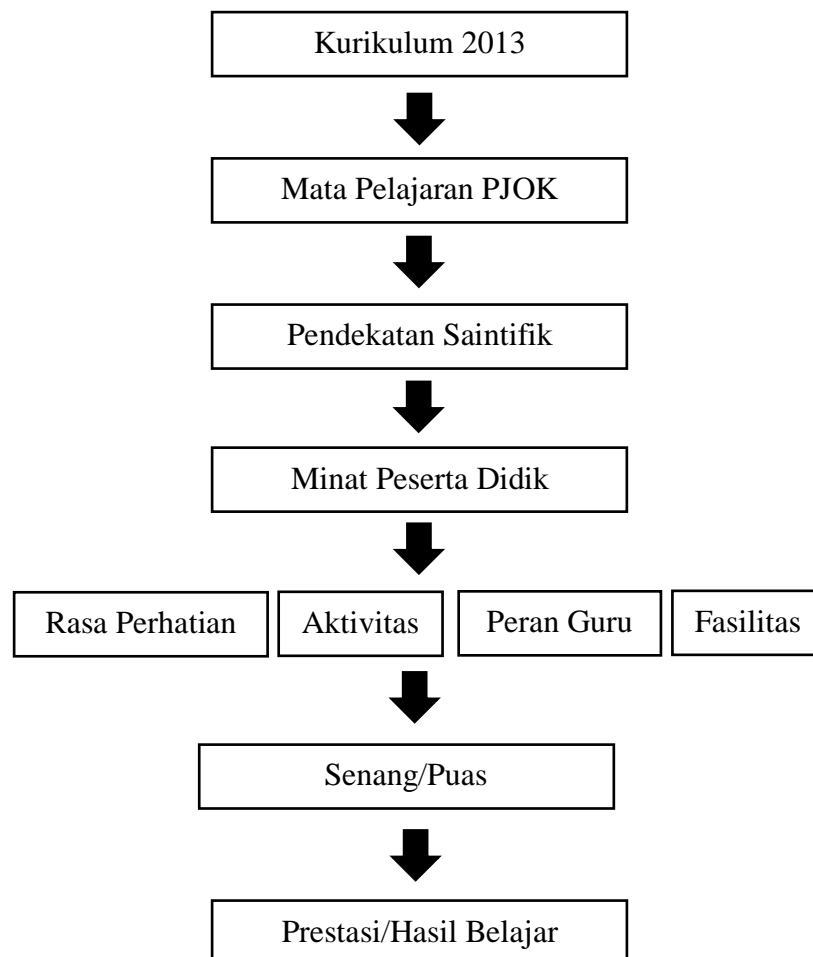 Kurikulum 2013
Mata Pelajaran PJOK
Pendekatan Saintifik
Minat Peserta Didik
Rasa Perhatian Aktivitas Peran Guru Fasilitas
Senang/Puas
Prestasi/Hasil Belajar